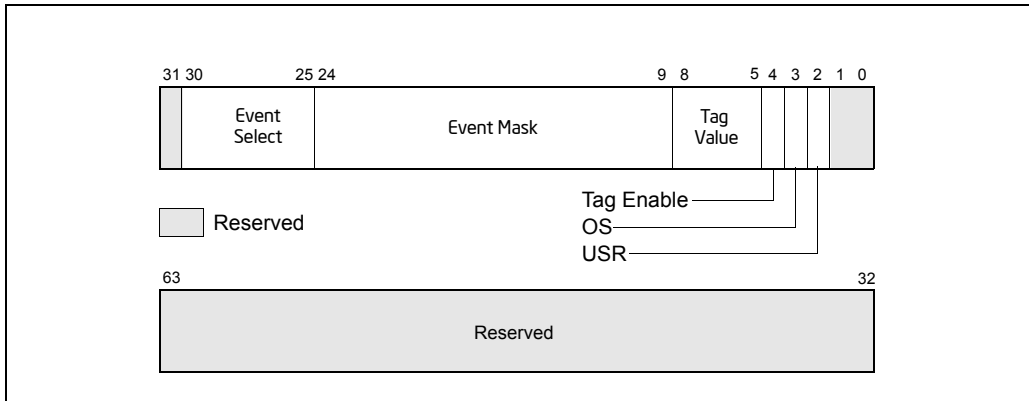 31 30 25 24 9 8 5 4 3 2 1 0
Event
Select
Event Mask
Tag
Value
Tag Enable
OS
USR
Reserved
63 32
Reserved